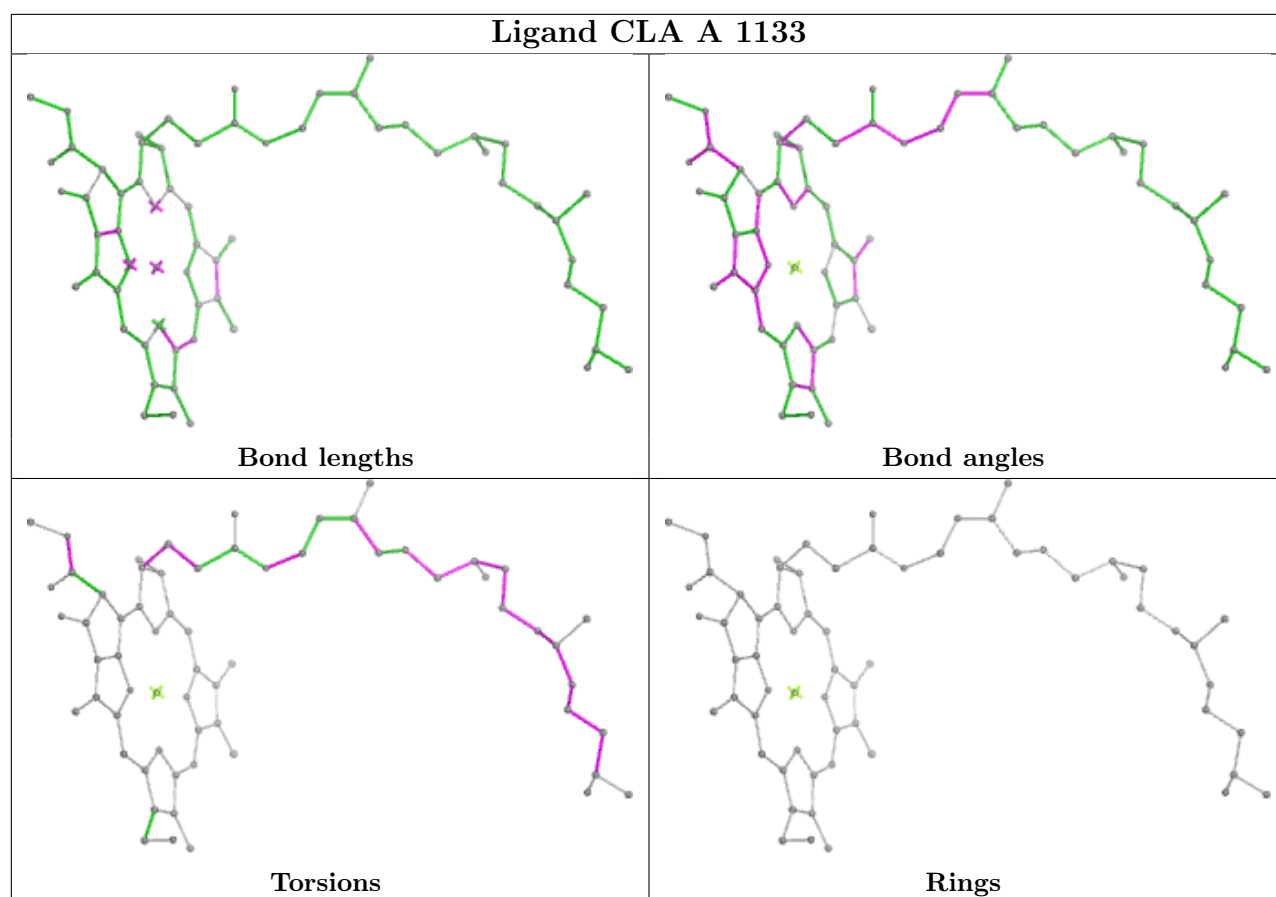 Ligand CLA A 1133
Bond lengths
Bond angles
Torsions
Rings